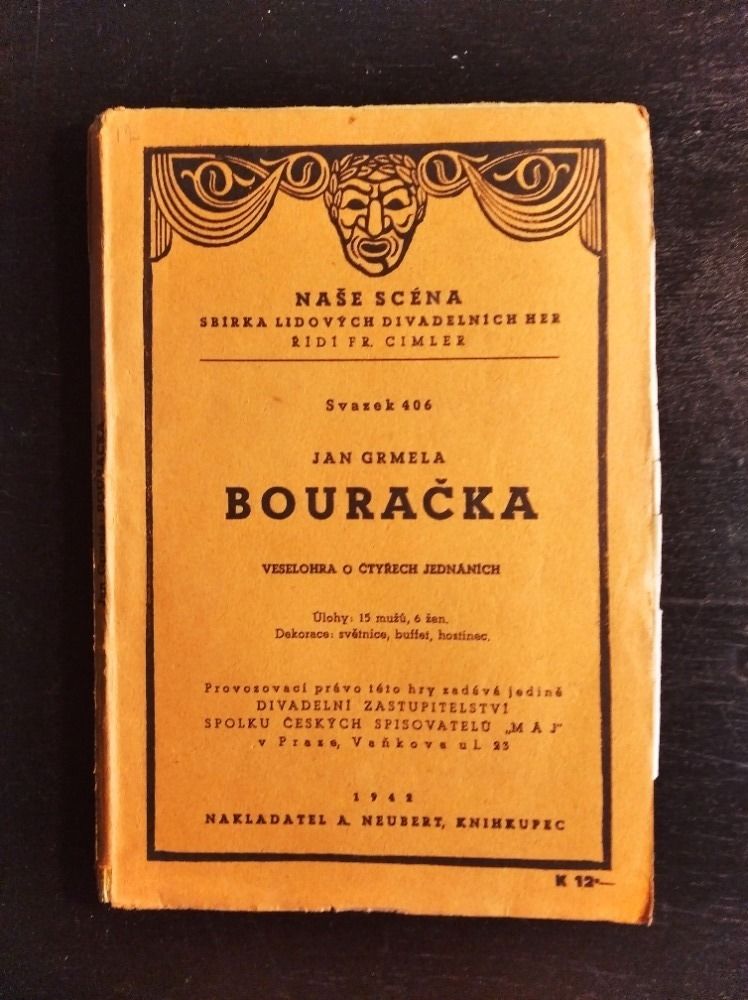 NAŠE SCÉNA
SBÍRKA LIDOVÝCH DIVADELNÍCH HER
ŘÍDÍ FR. CIMLER
Svazek 406
JAN GRMELA
BOURAČKA
VESELOHRA O ČTYŘECH JEDNÁNÍCH
Úlohy: 15 mužů, 6 žen.
Dekorace: světnice, buffet, hostinec.
Provozovací právo této hry zadává jedině
DIVADELNÍ ZASTUPITELSTVÍ
SPOLKU ČESKÝCH SPISOVATELŮ „MÁJ"
v Praze, Vaňkova ul. 23
1942
NAKLADATEL A. NEUBERT, KNIHKUPEC
K 12·—